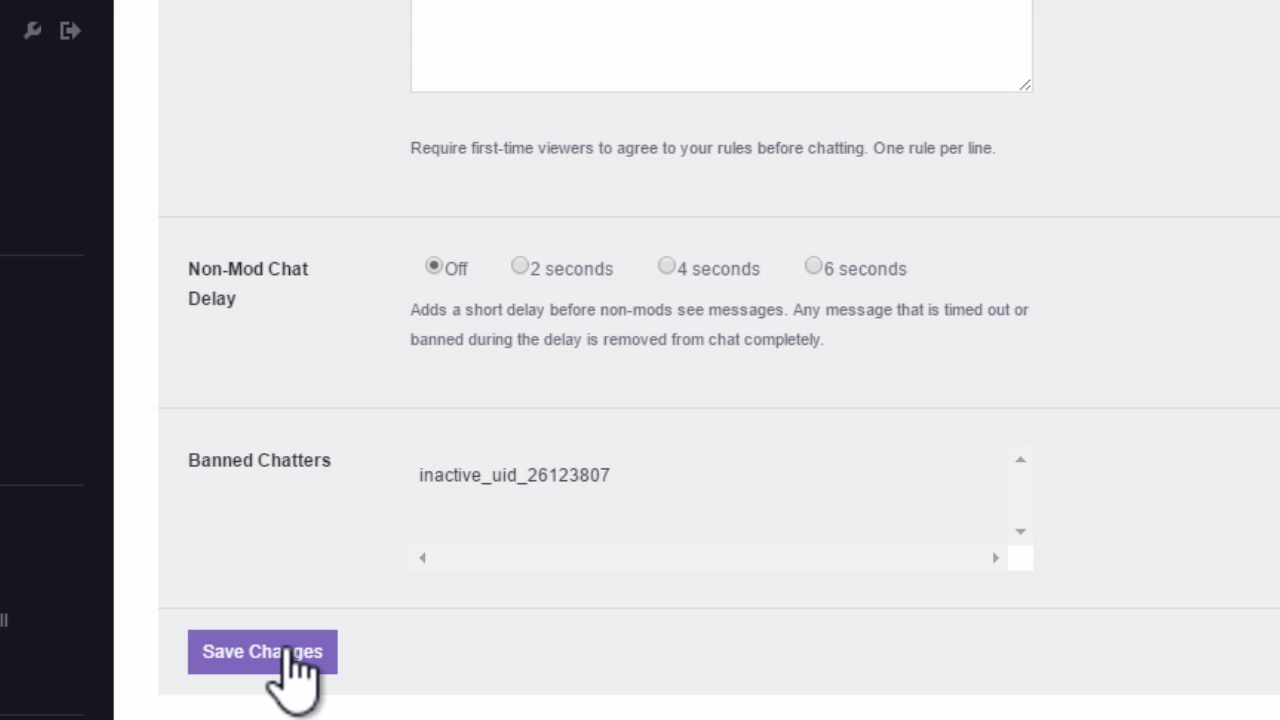 Require first-time viewers to agree to your rules before chatting. One rule per line.
Non-Mod Chat
Delay
Off 2 seconds 4 seconds 6 seconds
Adds a short delay before non-mods see messages. Any message that is timed out or
banned during the delay is removed from chat completely.
Banned Chatters
inactive_uid_26123807
ll
Save Changes